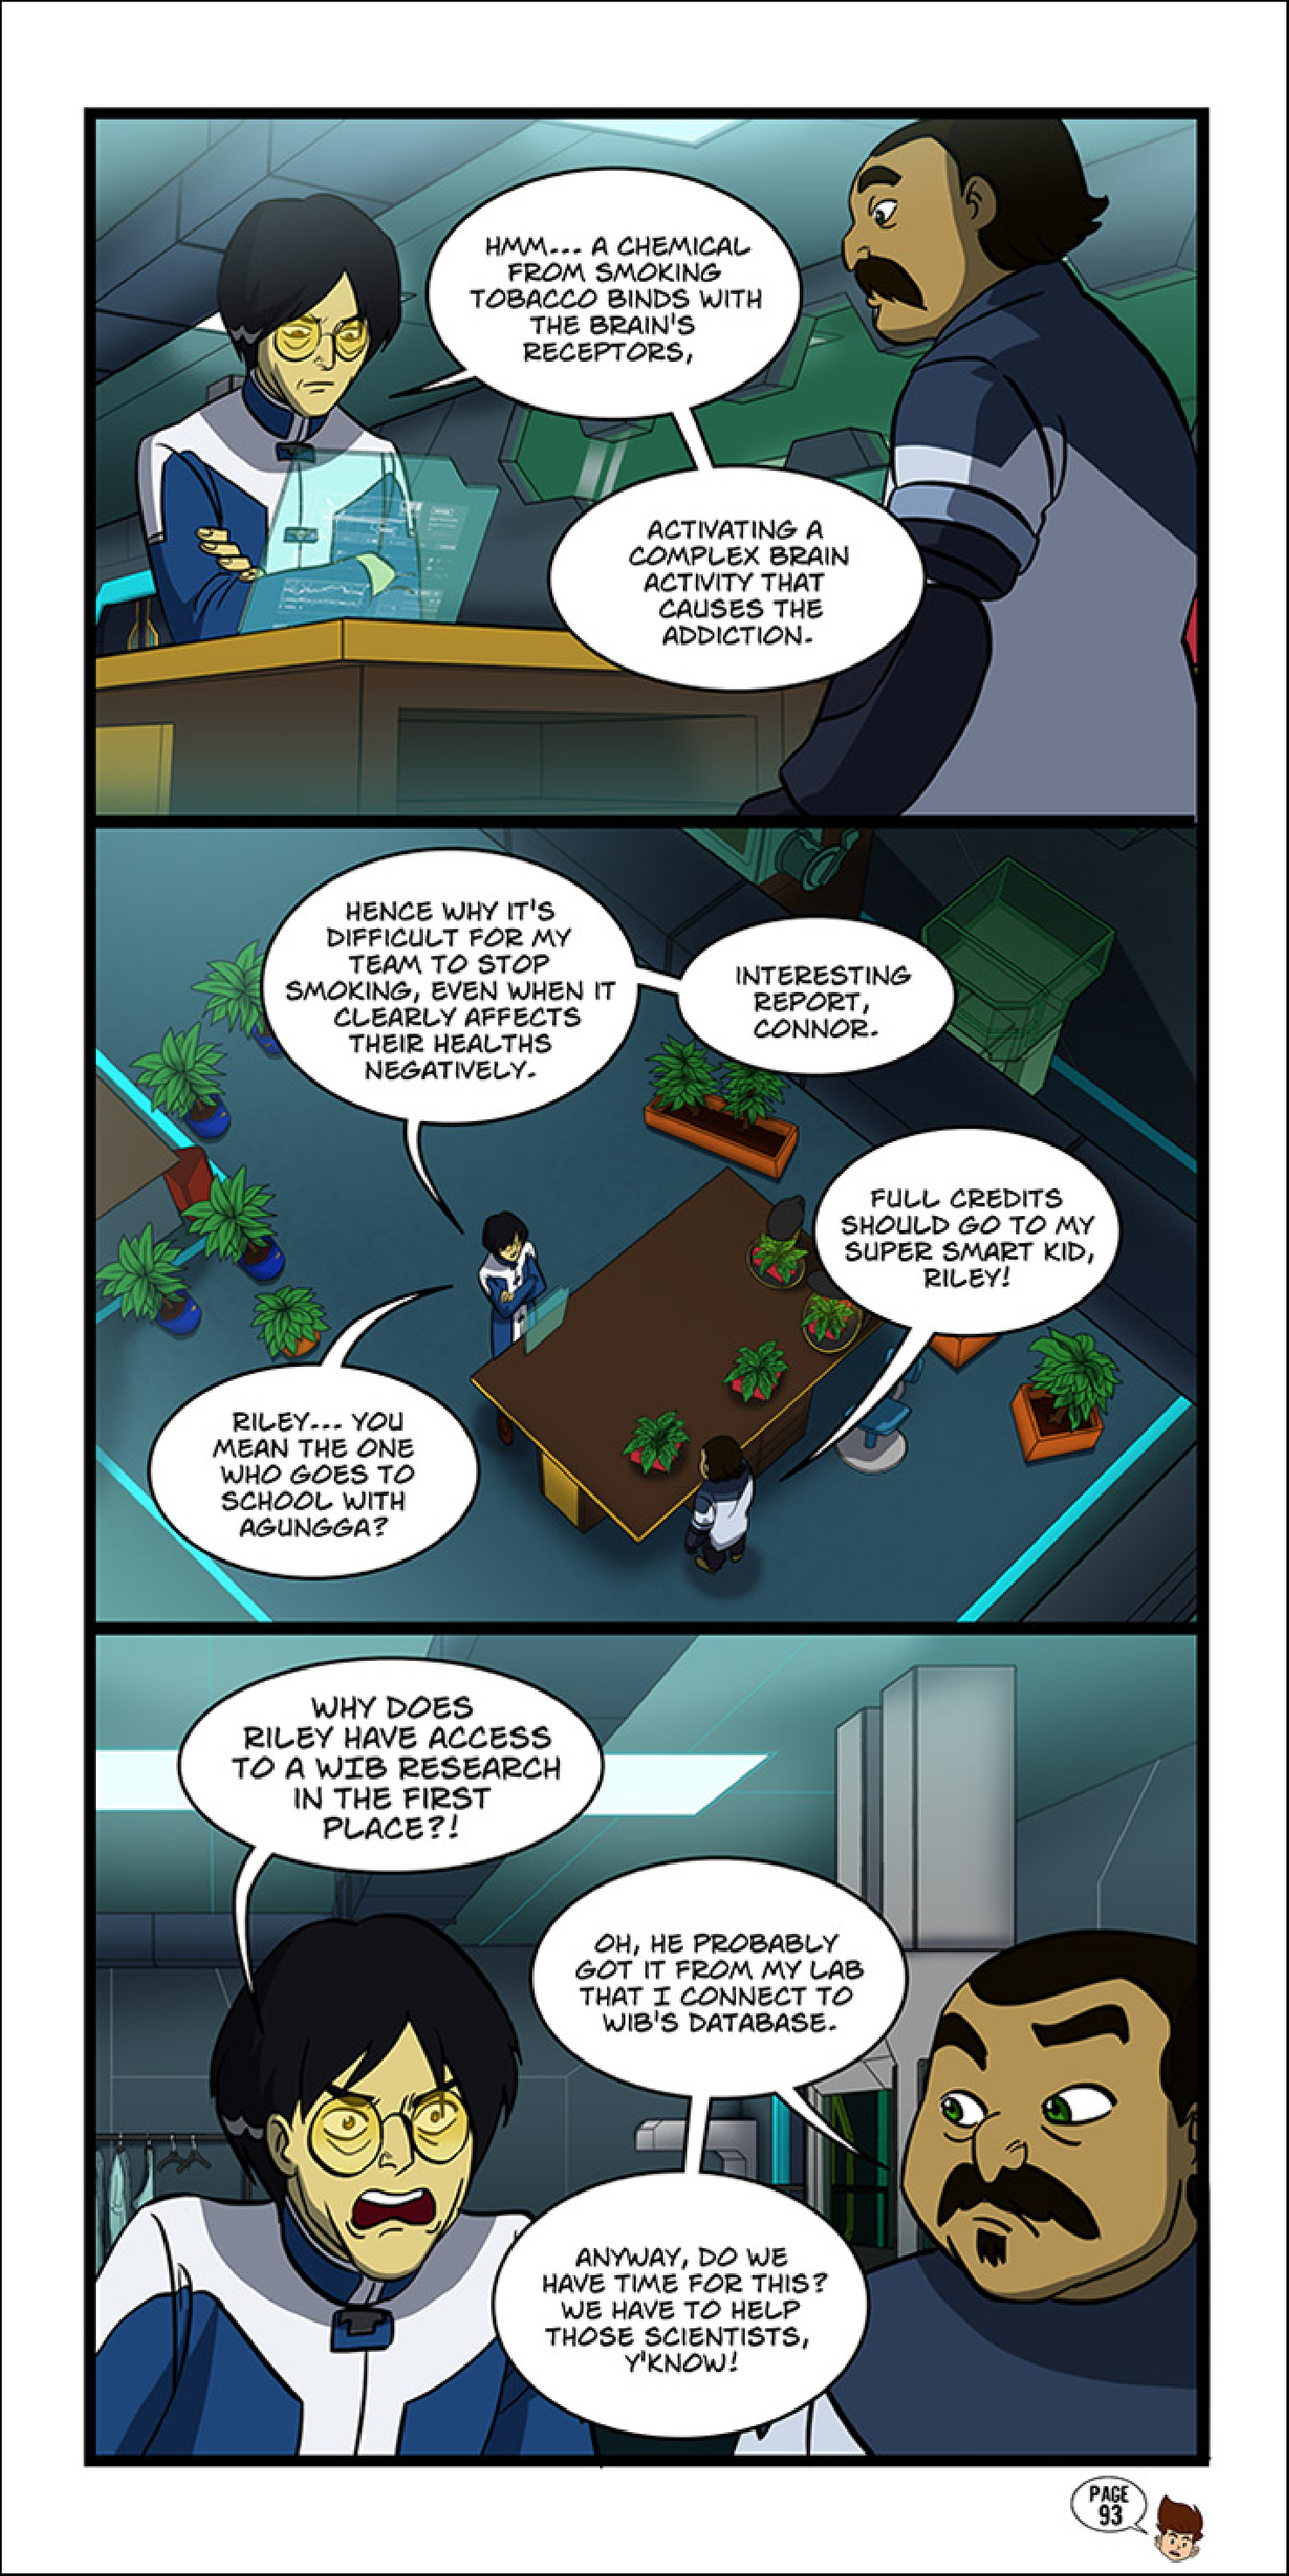 HMM... A CHEMICAL
FROM SMOKING
TOBACCO BINDS WITH
THE BRAIN'S
RECEPTORS,
ACTIVATING A
COMPLEX BRAIN
ACTIVITY THAT
CAUSES THE
ADDICTION.
HENCE WHY IT'S
DIFFICULT FOR MY
TEAM TO STOP
SMOKING, EVEN WHEN IT
CLEARLY AFFECTS
THEIR HEALTHS
NEGATIVELY.
INTERESTING
REPORT,
CONNOR.
FULL CREDITS
SHOULD GO TO MY
SUPER SMART KID,
RILEY!
RILEY... YOU
MEAN THE ONE
WHO GOES TO
SCHOOL WITH
AGUNGGA?
WHY DOES
RILEY HAVE ACCESS
TO A WIB RESEARCH
IN THE FIRST
PLACE?!
OH, HE PROBABLY
GOT IT FROM MY LAB
THAT I CONNECT TO
WIB'S DATABASE.
ANYWAY, DO WE
HAVE TIME FOR THIS?
WE HAVE TO HELP
THOSE SCIENTISTS,
Y'KNOW!
PAGE
93